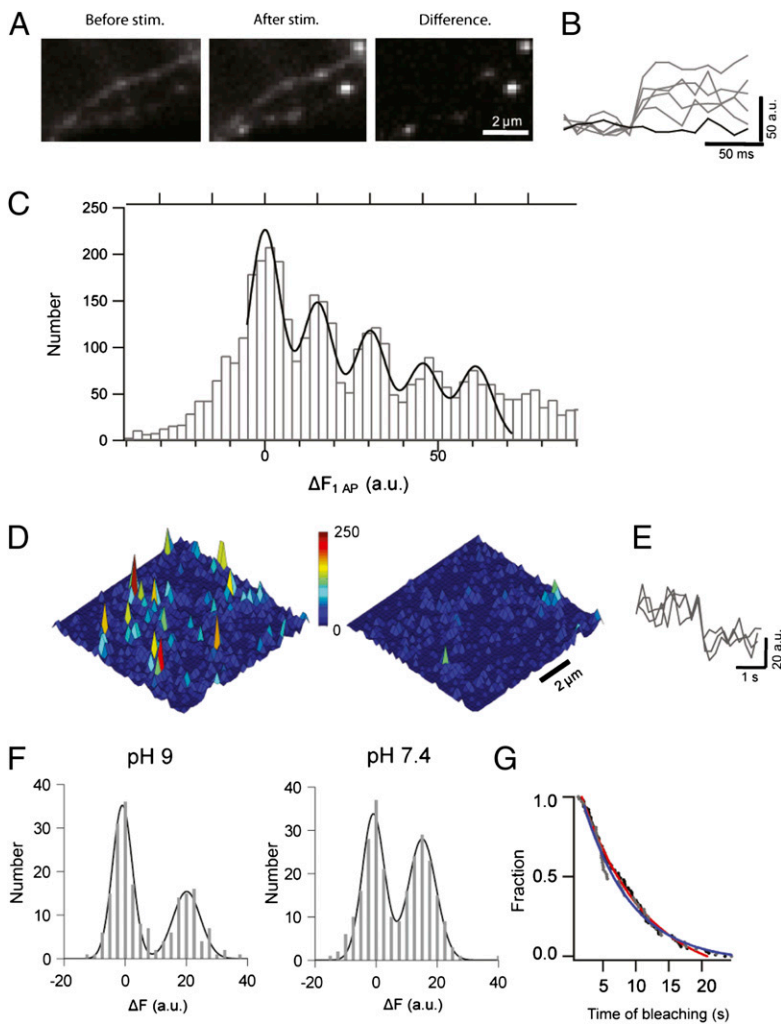 A
Before stim.
After stim.
Difference.
2 µm
B
50 a.u.
50 ms
C
250
200
150
100
50
0
Number
0
50
ΔF1 AP (a.u.)
D
250
0
2 µm
E
20 a.u.
1 s
F
pH 9
40
30
20
10
0
Number
-20
0
20
40
ΔF (a.u.)
pH 7.4
40
30
20
10
0
Number
-20
0
20
40
ΔF (a.u.)
G
1.0
0.5
0.0
Fraction
5
10
15
20
Time of bleaching (s)